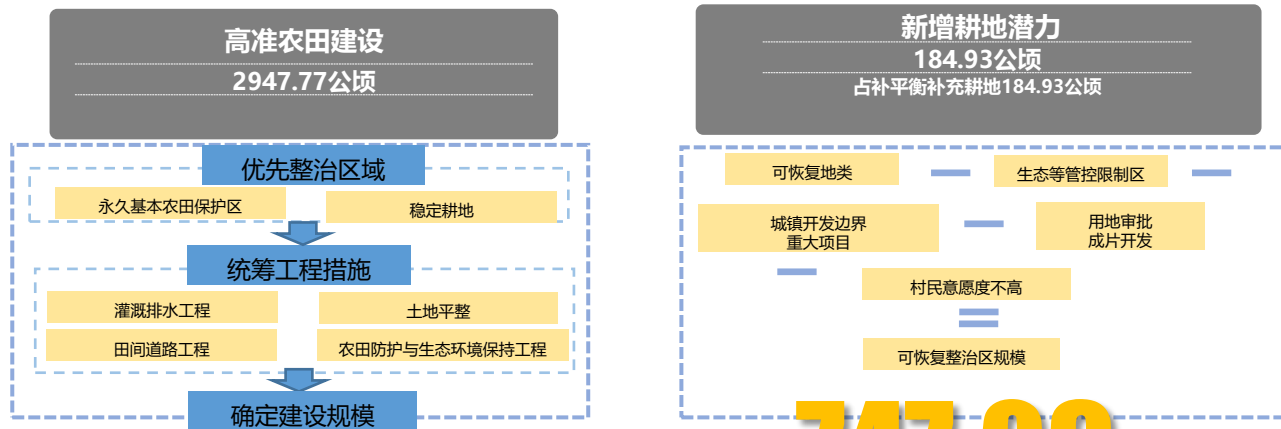 高准农田建设
2947.77公顷
优先整治区域
永久基本农田保护区
稳定耕地
统筹工程措施
灌溉排水工程
土地平整
田间道路工程
农田防护与生态环境保持工程
确定建设规模
新增耕地潜力
184.93公顷
占补平衡补充耕地184.93公顷
可恢复地类
生态等管控限制区
城镇开发边界
重大项目
用地审批
成片开发
村民意愿度不高
可恢复整治区规模